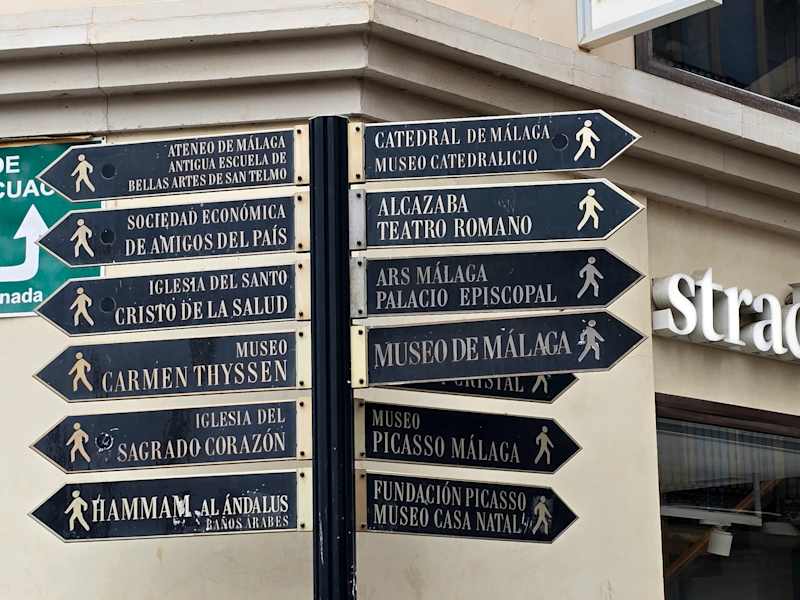 ATENEO DE MÁLAGA
ANTIGUA ESCUELA DE
BELLAS ARTES DE SAN TELMO
SOCIEDAD ECONÓMICA
DE AMIGOS DEL PAÍS
IGLESIA DEL SANTO
CRISTO DE LA SALUD
MUSEO
CARMEN THYSSEN
IGLESIA DEL
SAGRADO CORAZÓN
HAMMAM AL ÁNDALUS
BAÑOS ÁRABES
CATEDRAL DE MÁLAGA
MUSEO CATEDRALICIO
ALCAZABA
TEATRO ROMANO
ARS MÁLAGA
PALACIO EPISCOPAL
MUSEO DE MÁLAGA
CRISTAL
MUSEO
PICASSO MÁLAGA
FUNDACIÓN PICASSO
MUSEO CASA NATAL
DE
CUAC
nada
strad